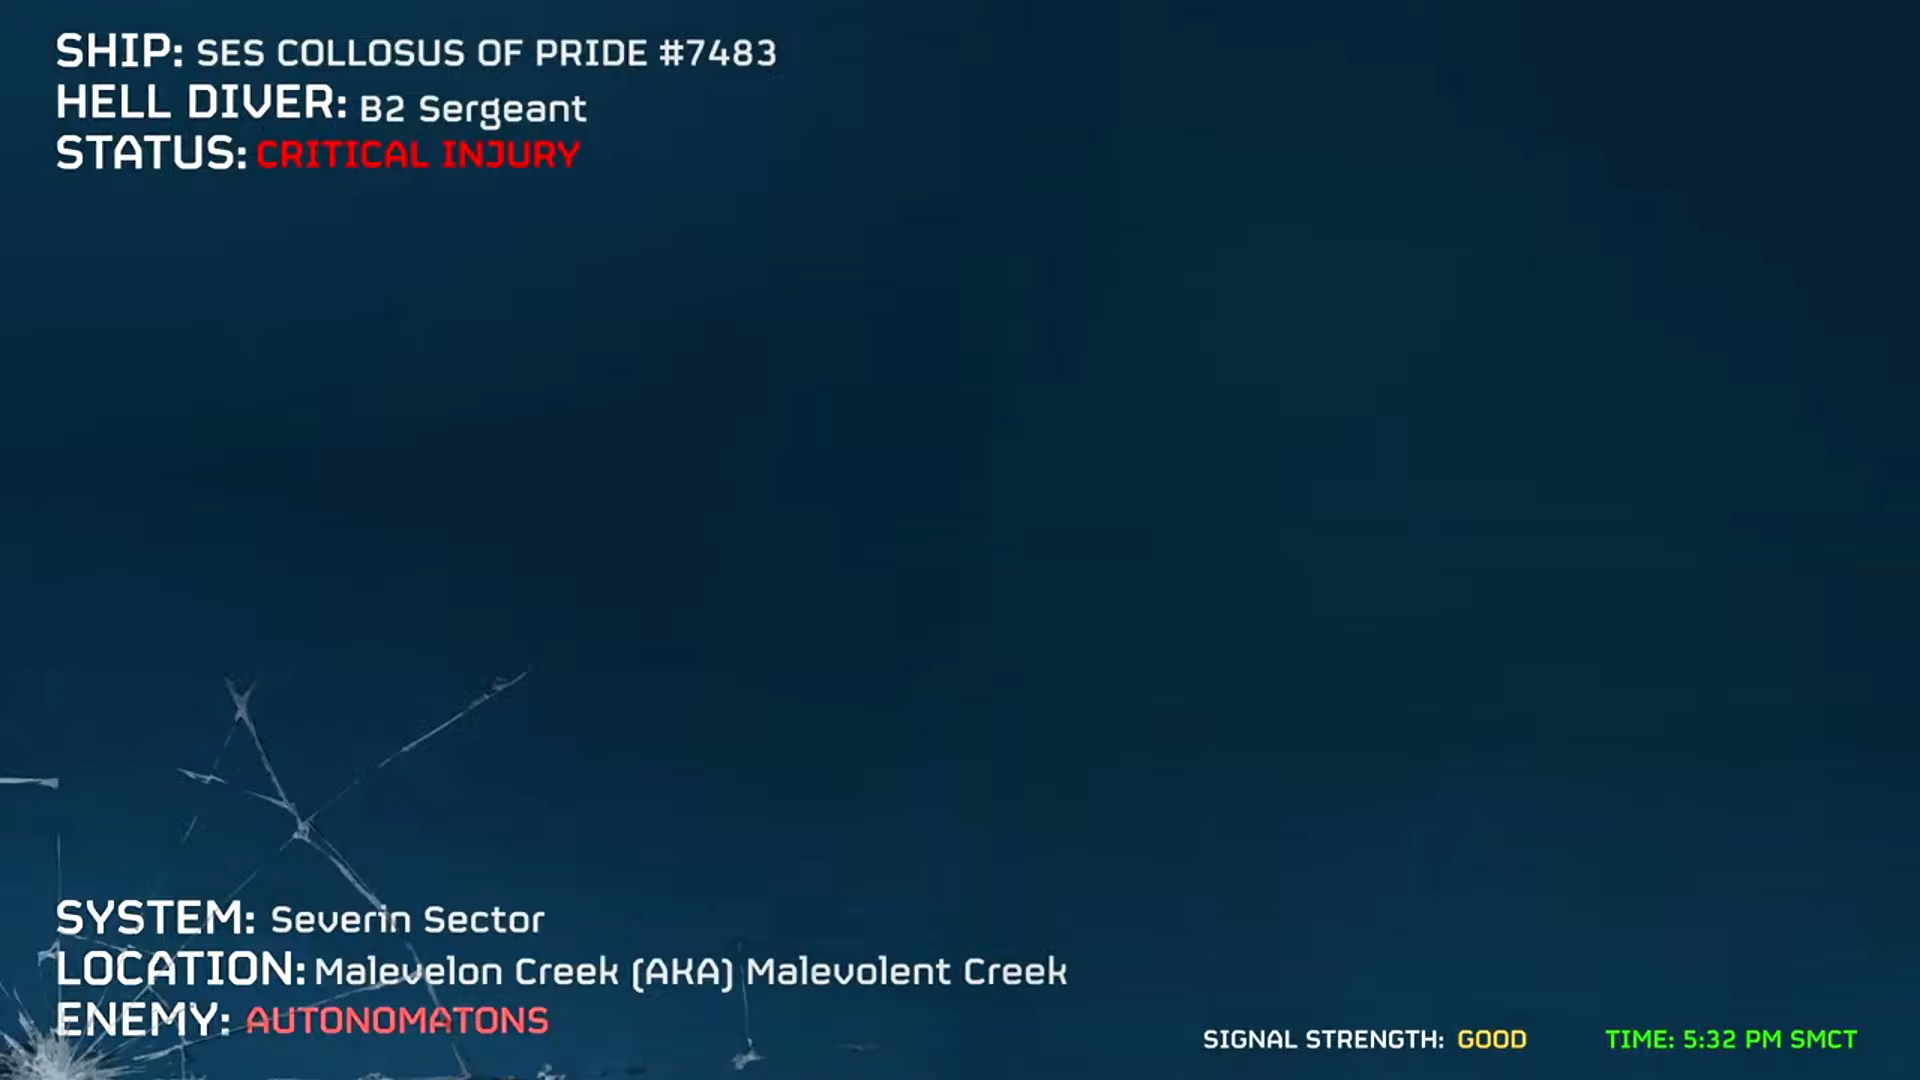 SHIP: SES COLLOSUS OF PRIDE #7483
HELL DIVER: B2 Sergeant
STATUS: CRITICAL INJURY
SYSTEM: Severin Sector
LOCATION: Malevelon Creek (AKA) Malevolent Creek
ENEMY: AUTONOMATONS
SIGNAL STRENGTH: GOOD
TIME: 5:32 PM SMCT